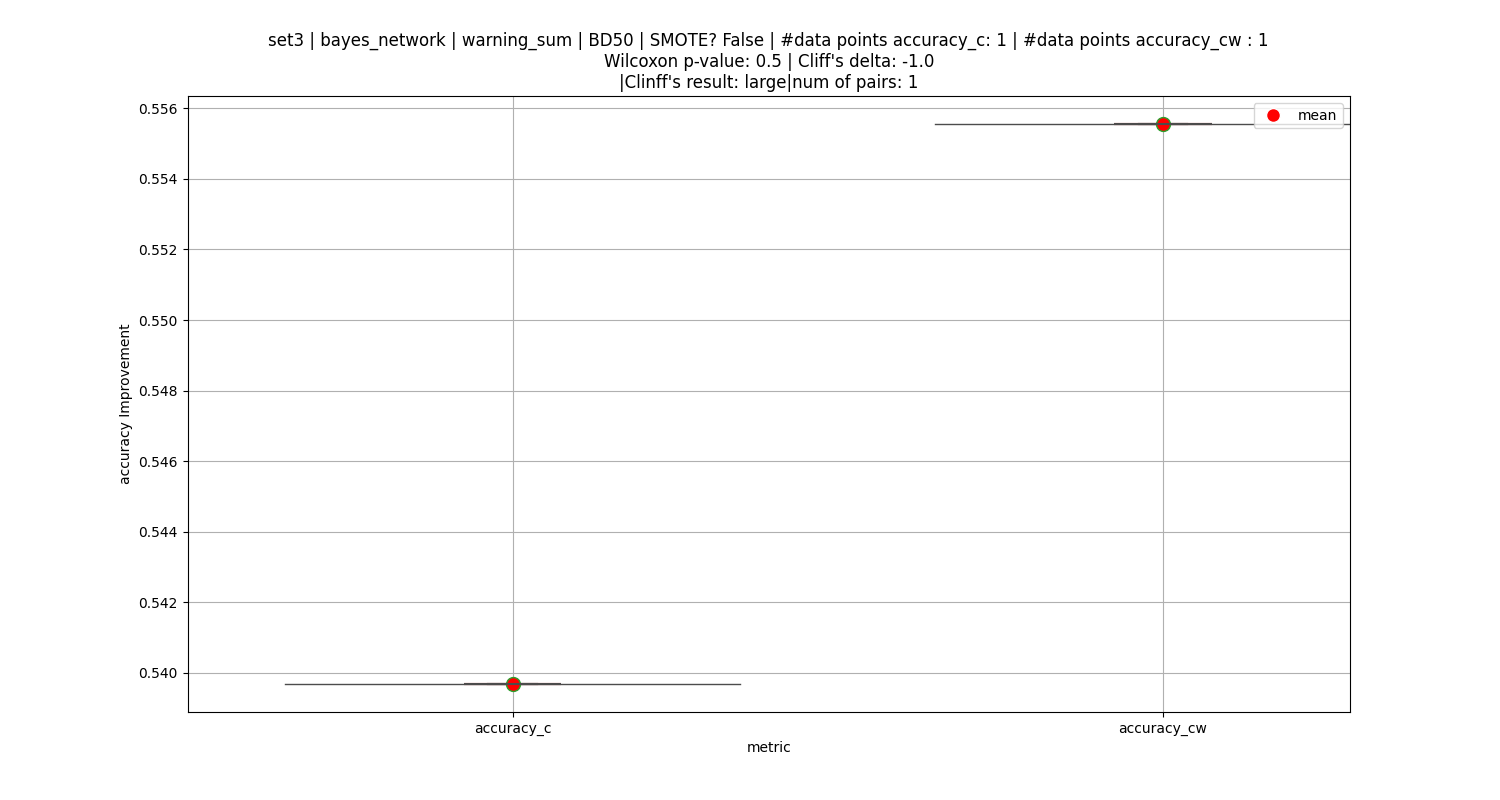 set3 | bayes_network | warning_sum | BD50 | SMOTE? False | #data points accuracy_c: 1 | #data points accuracy_cw : 1
Wilcoxon p-value: 0.5 | Cliff's delta: -1.0
|Clinff's result: large|num of pairs: 1
mean
0.556
0.554
0.552
0.550
0.548
0.546
0.544
0.542
0.540
accuracy Improvement
accuracy_c
accuracy_cw
metric